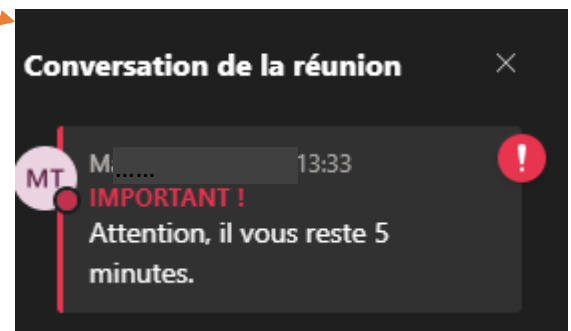 Conversation de la réunion
MT
M...... 13:33
IMPORTANT !
Attention, il vous reste 5
minutes.